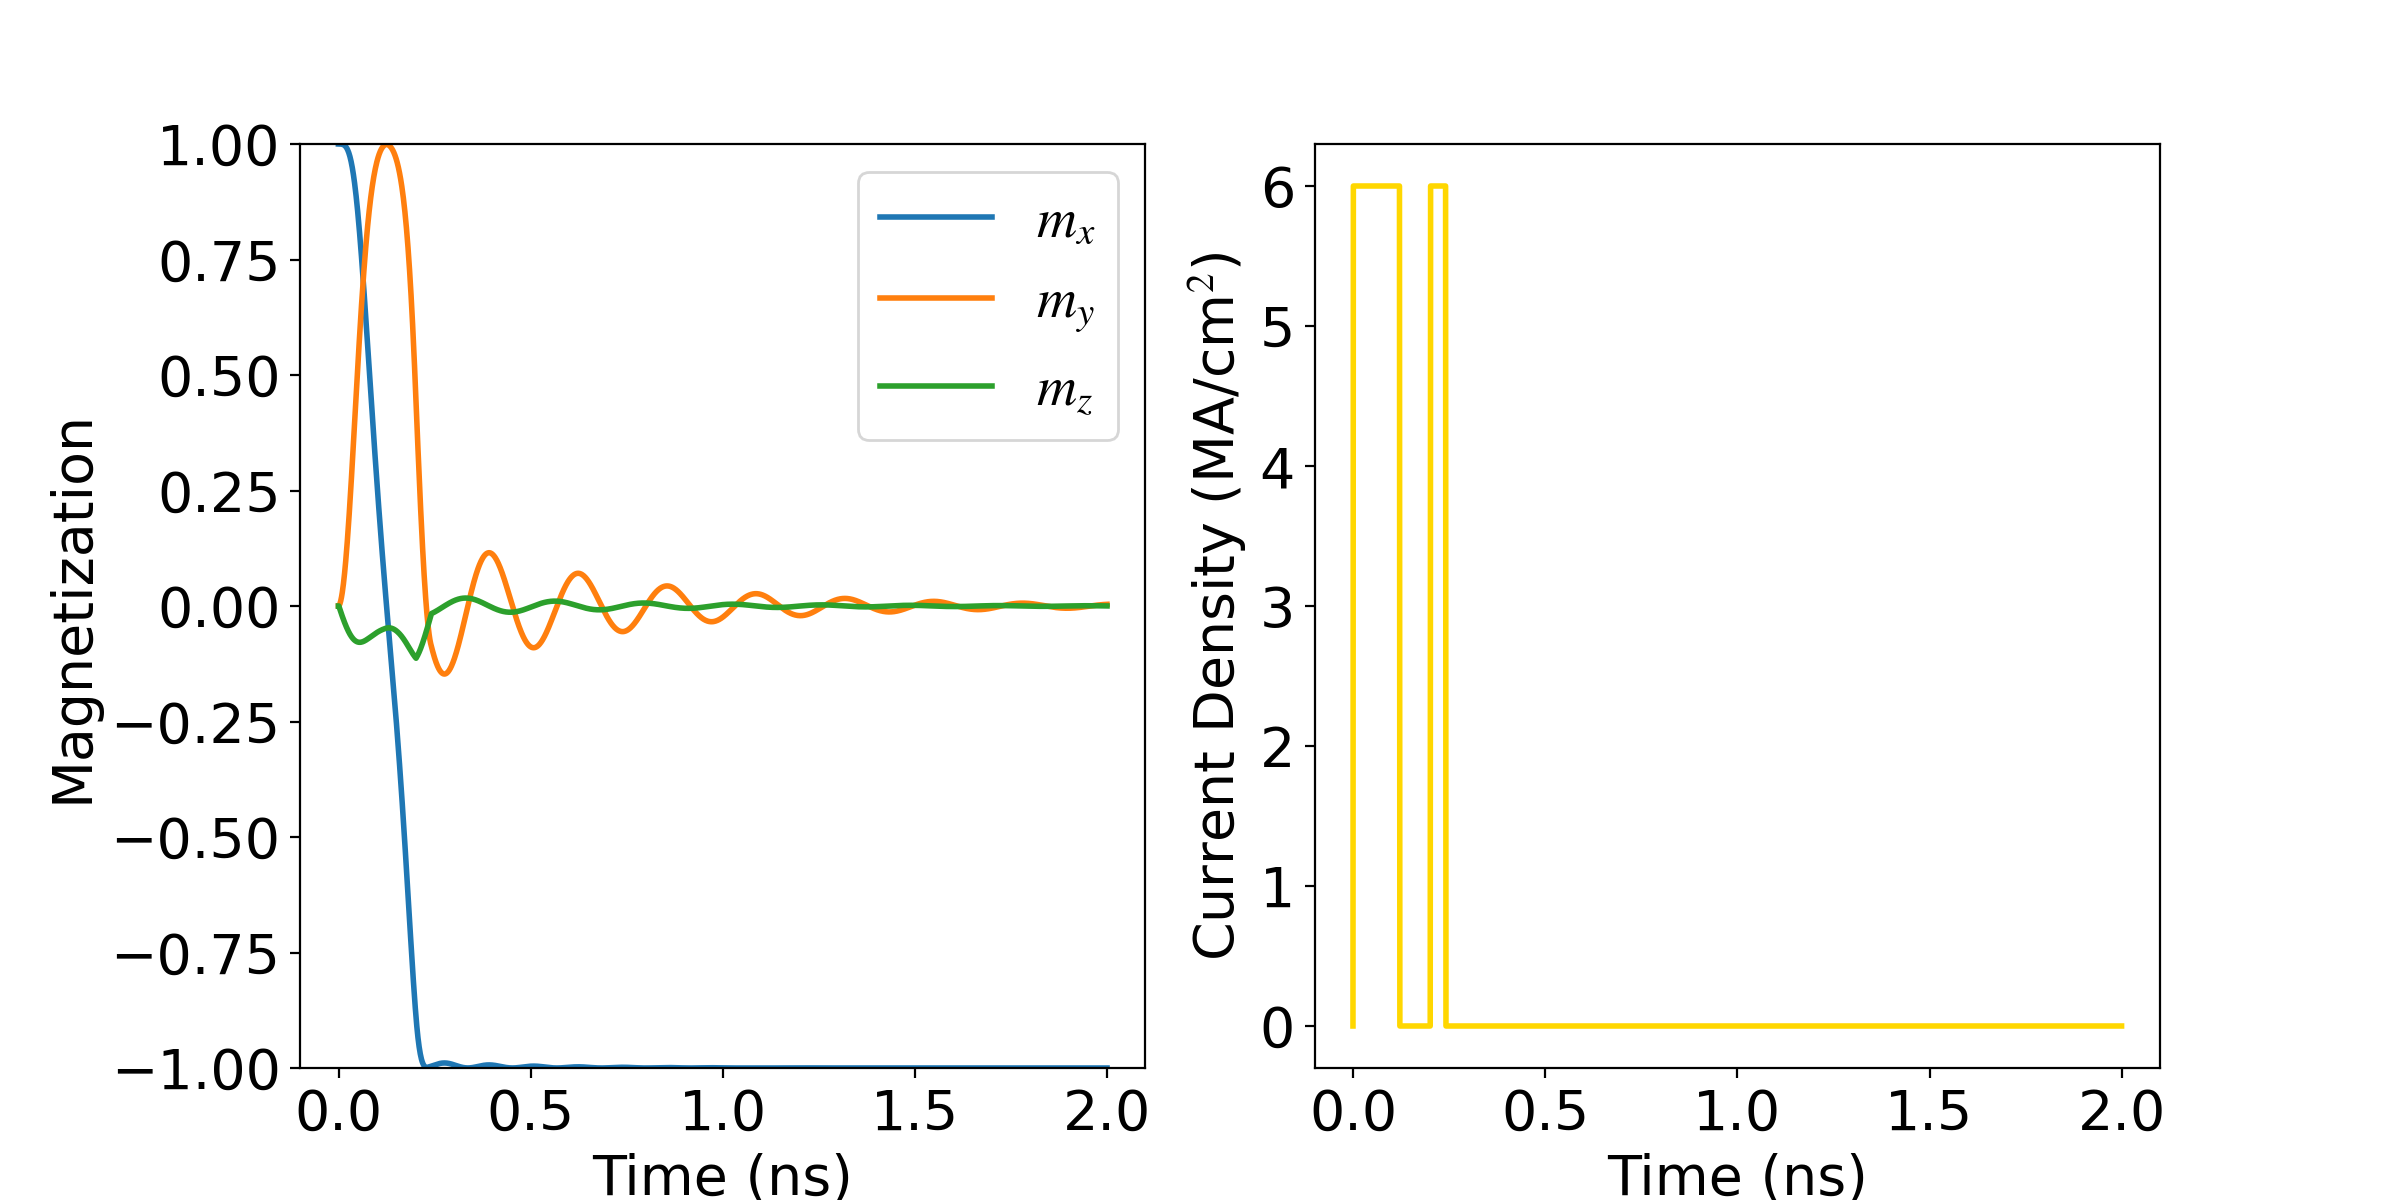 1.00
0.75
0.50
0.25
0.00
−0.25
−0.50
−0.75
−1.00
Magnetization
0.0 0.5 1.0 1.5 2.0
Time (ns)
m_x
m_y
m_z
6
5
4
3
2
1
0
Current Density (MA/cm²)
0.0 0.5 1.0 1.5 2.0
Time (ns)